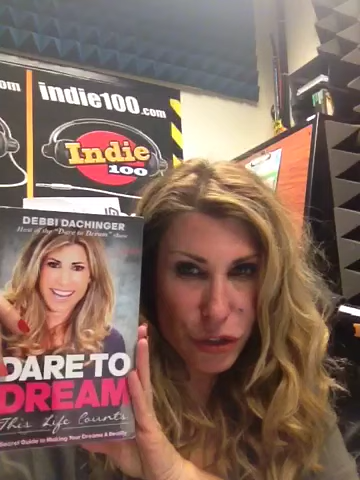 indie100.com
Indie
100
DEBBI DACHINGER
Host of the "Dare to Dream" show
DARE TO
DREAM
This Life Counts
Secret Guide to Making Your Dreams A Reality